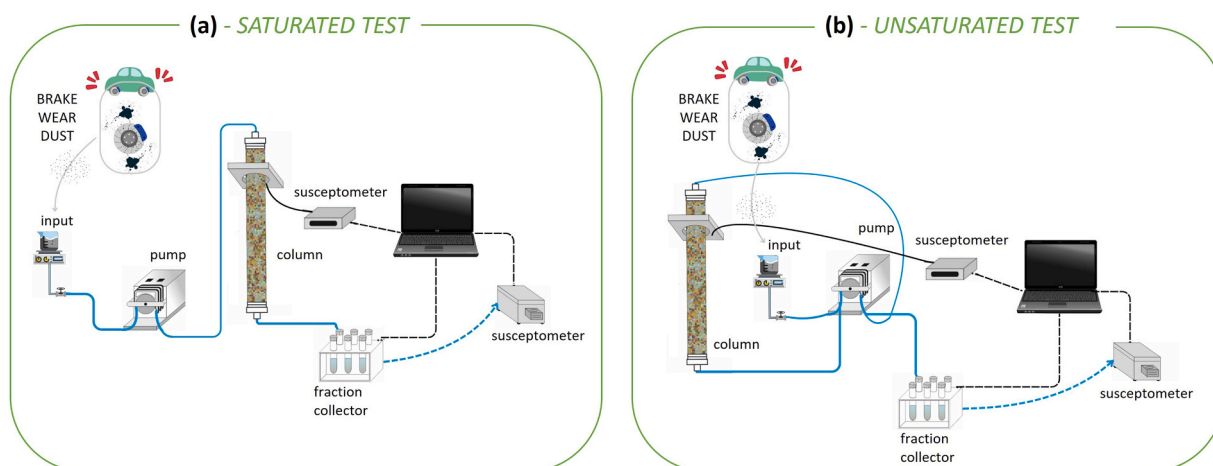 (a) - SATURATED TEST
BRAKE
WEAR
DUST
input
pump
column
susceptometer
susceptometer
fraction
collector
(b) - UNSATURATED TEST
BRAKE
WEAR
DUST
input
pump
susceptometer
column
susceptometer
fraction
collector